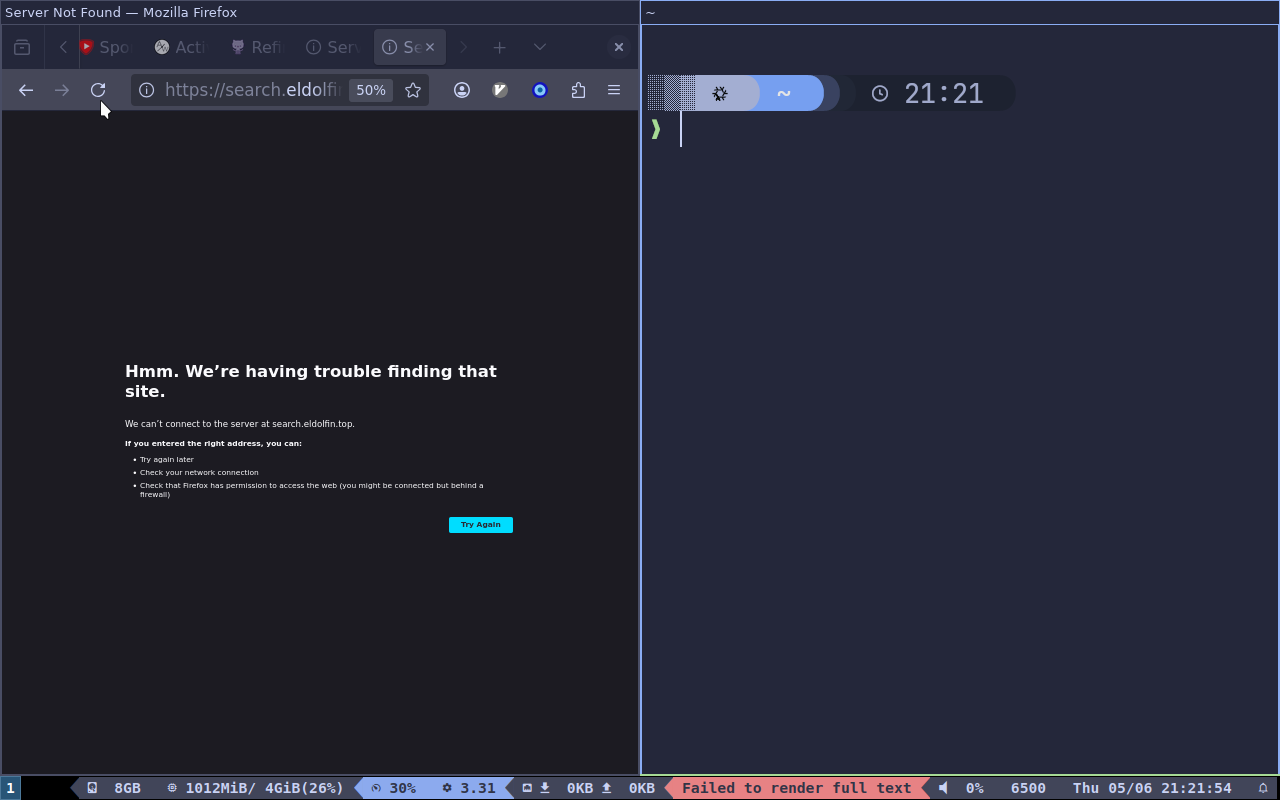 Server Not Found — Mozilla Firefox
~
Spo
Acti
Refi
Serv
Se
https://search.eldolfi
50%
~
21:21
❱
Hmm. We’re having trouble finding that
site.
We can’t connect to the server at search.eldolfin.top.
If you entered the right address, you can:
• Try again later
• Check your network connection
• Check that Firefox has permission to access the web (you might be connected but behind a
firewall)
Try Again
1
8GB
1012MiB/ 4GiB(26%)
30%
3.31
0KB
0KB
Failed to render full text
0%
6500
Thu 05/06 21:21:54